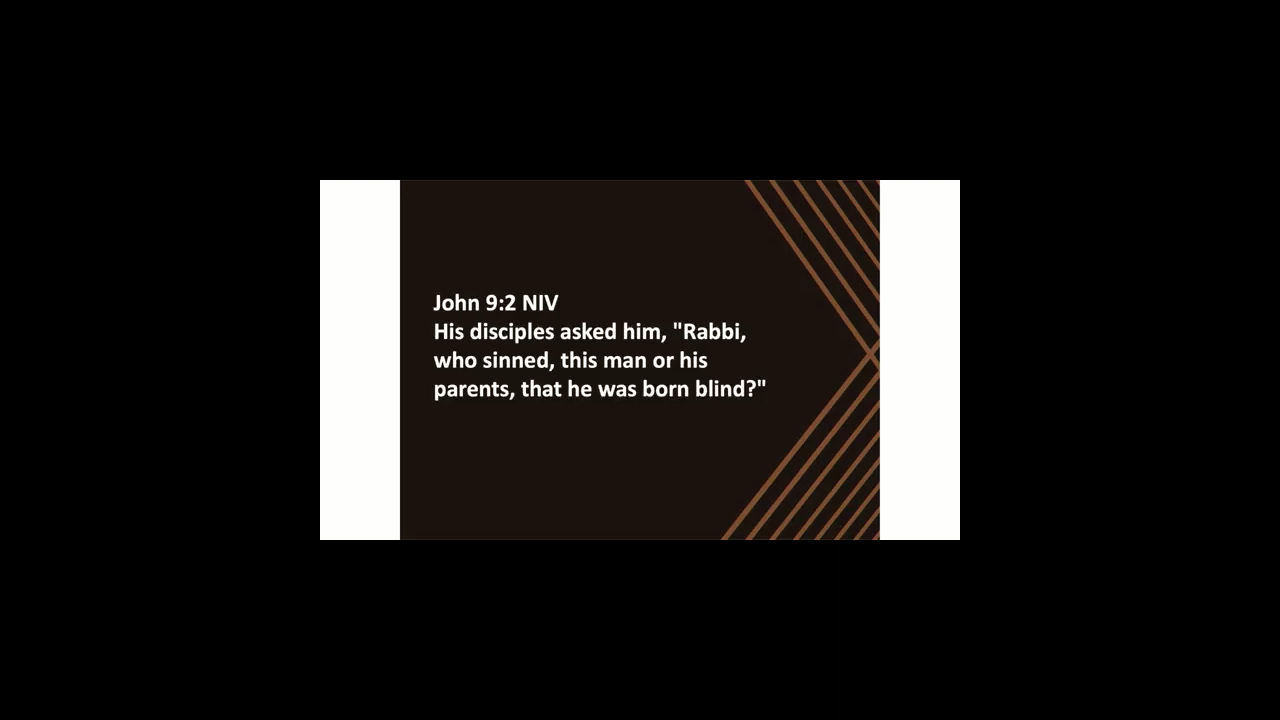 John 9:2 NIV
His disciples asked him, "Rabbi,
who sinned, this man or his
parents, that he was born blind?"